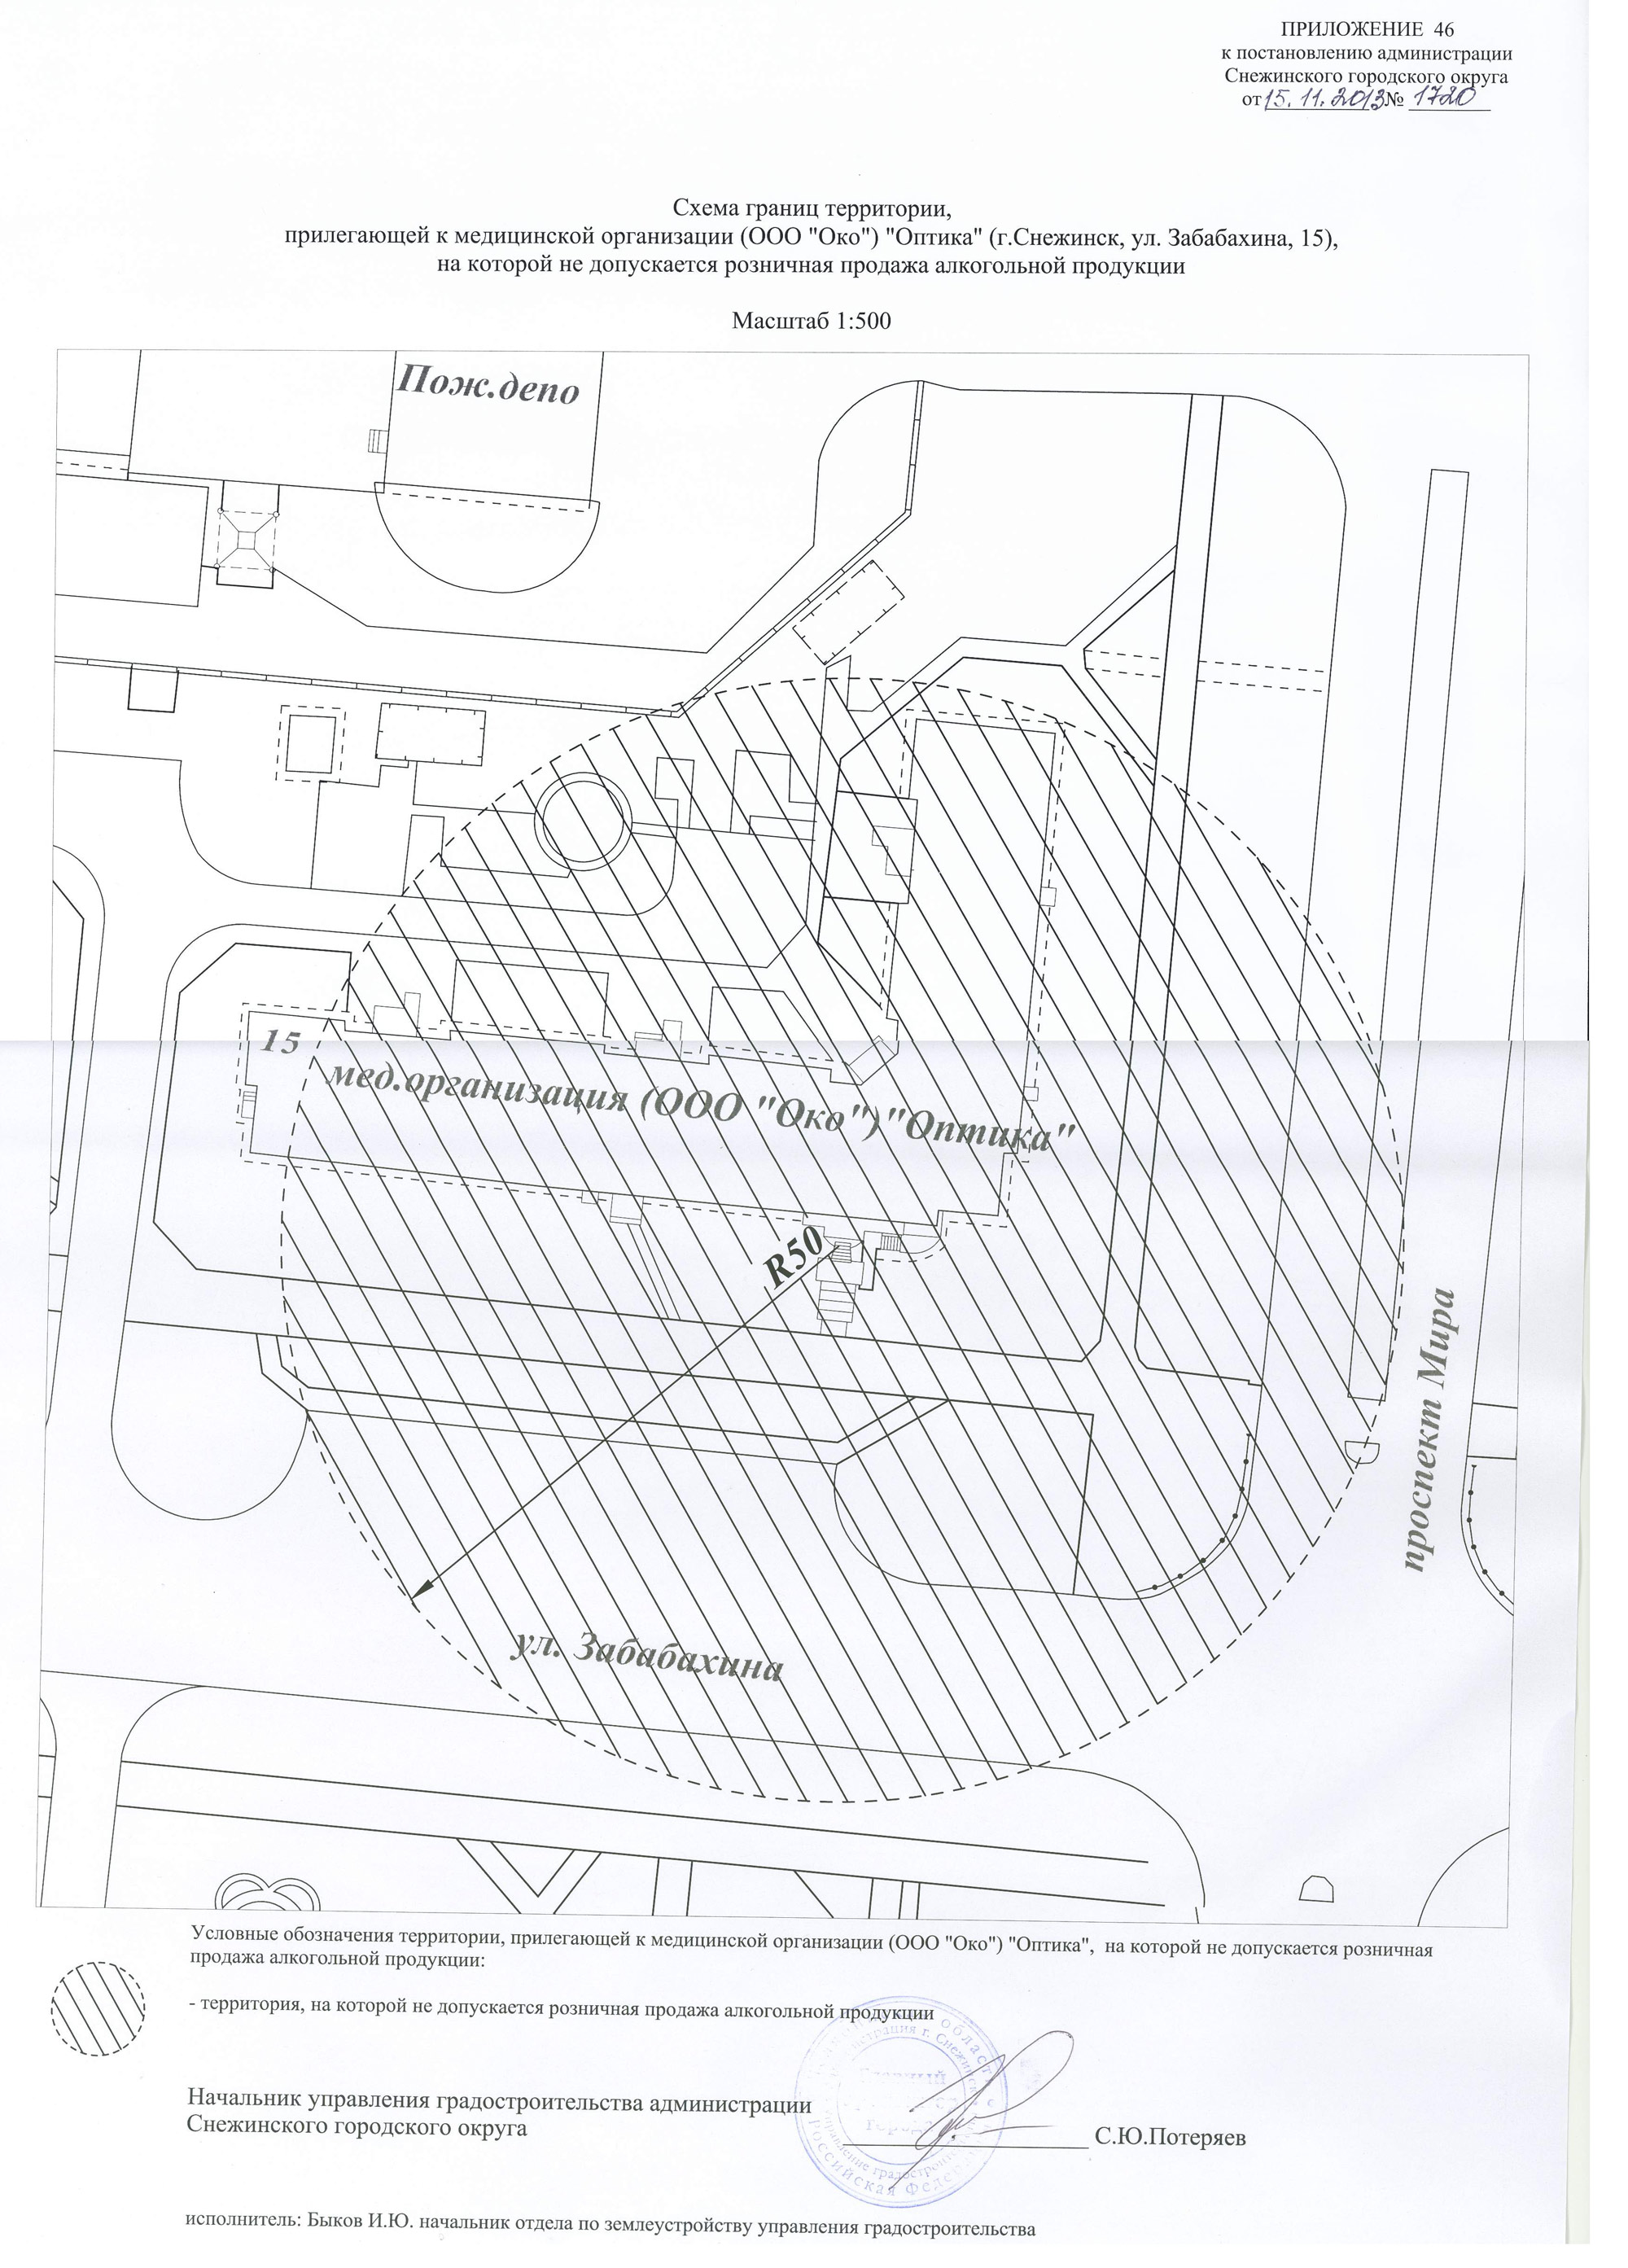 ПРИЛОЖЕНИЕ 46
к постановлению администрации
Снежинского городского округа
от 15.11.2013 № 1720
Схема границ территории,
прилегающей к медицинской организации (ООО "Око") "Оптика" (г.Снежинск, ул. Забабахина, 15),
на которой не допускается розничная продажа алкогольной продукции
Масштаб 1:500
Пож.депо
15
мед.организация (ООО "Око")"Оптика"
R50
проспект Мира
ул. Забабахина
Условные обозначения территории, прилегающей к медицинской организации (ООО "Око") "Оптика", на которой не допускается розничная
продажа алкогольной продукции:
- территория, на которой не допускается розничная продажа алкогольной продукции
Начальник управления градостроительства администрации
Снежинского городского округа
С.Ю.Потеряев
Российская Федерация
исполнитель: Быков И.Ю. начальник отдела по землеустройству управления градостроительства